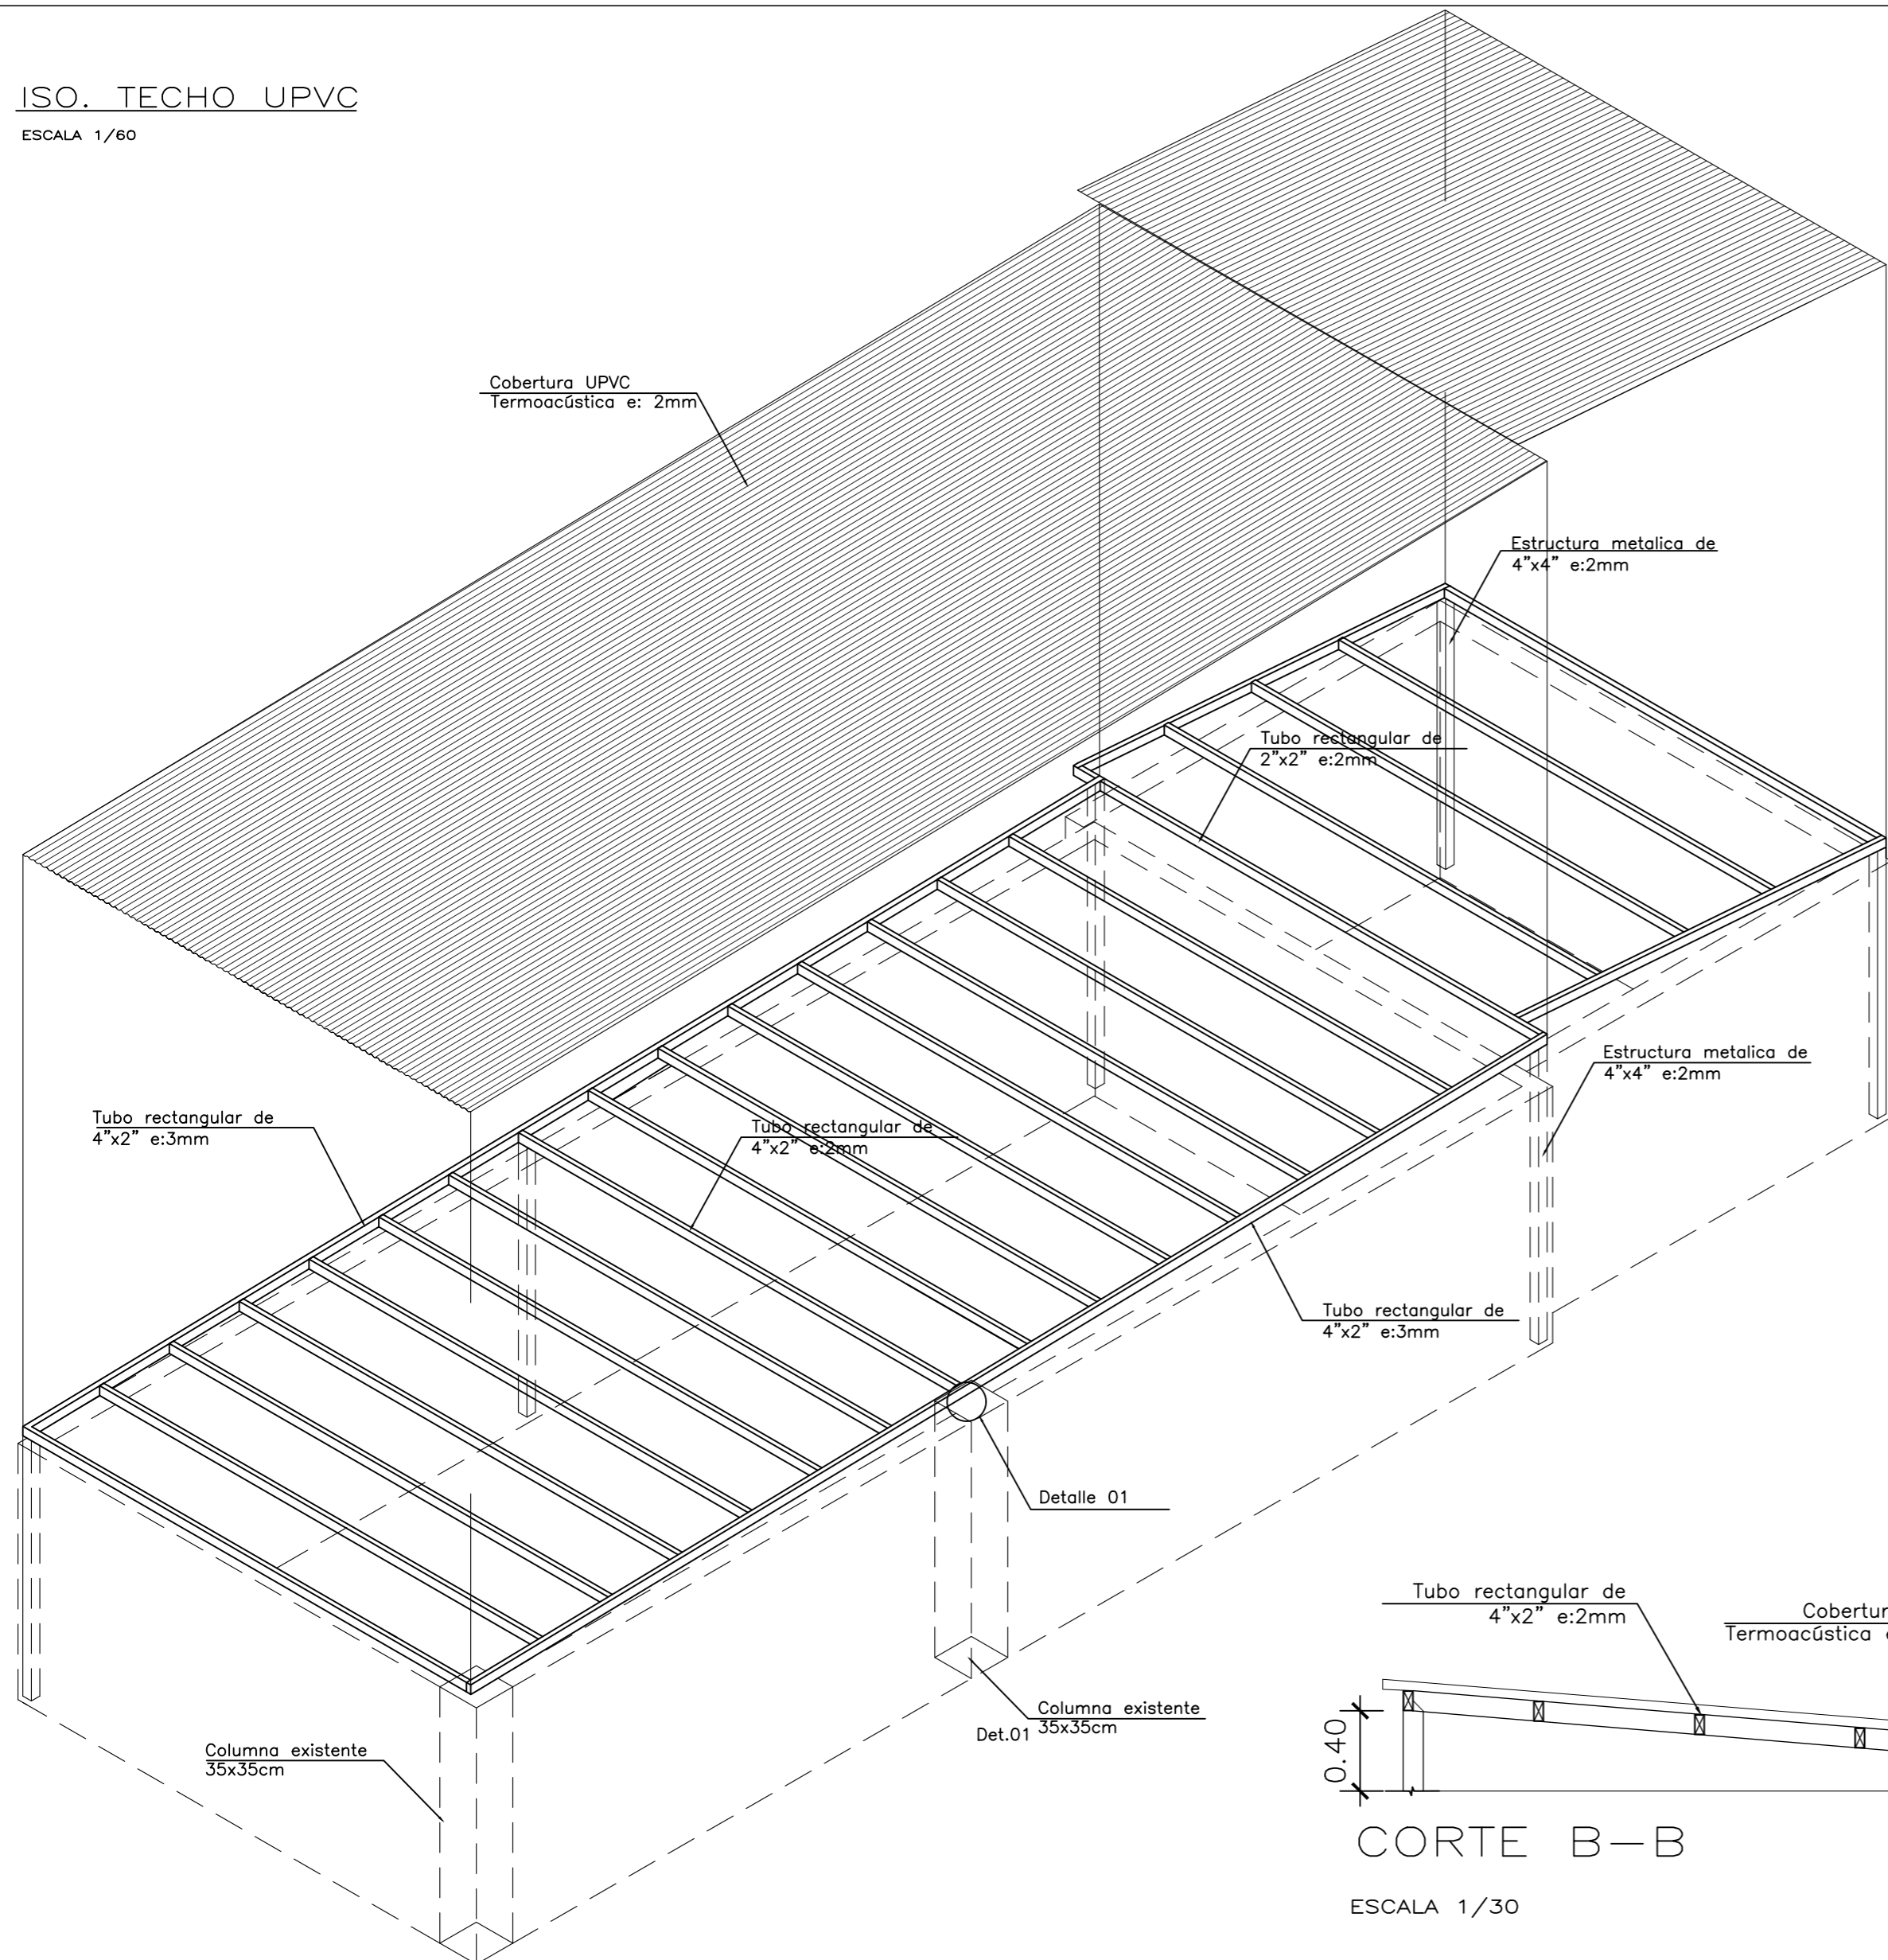 ISO. TECHO UPVC
ESCALA 1/60
Cobertura UPVC
Termoacústica e: 2mm
Estructura metalica de
4"x4" e:2mm
Tubo rectangular de
2"x2" e:2mm
Estructura metalica de
4"x4" e:2mm
Tubo rectangular de
4"x2" e:3mm
Tubo rectangular de
4"x2" e:2mm
Tubo rectangular de
4"x2" e:3mm
Detalle 01
Columna existente
35x35cm
Det.01
Columna existente
35x35cm
Tubo rectangular de
4"x2" e:2mm
Termoacústica
0.40
CORTE B-B
ESCALA 1/30